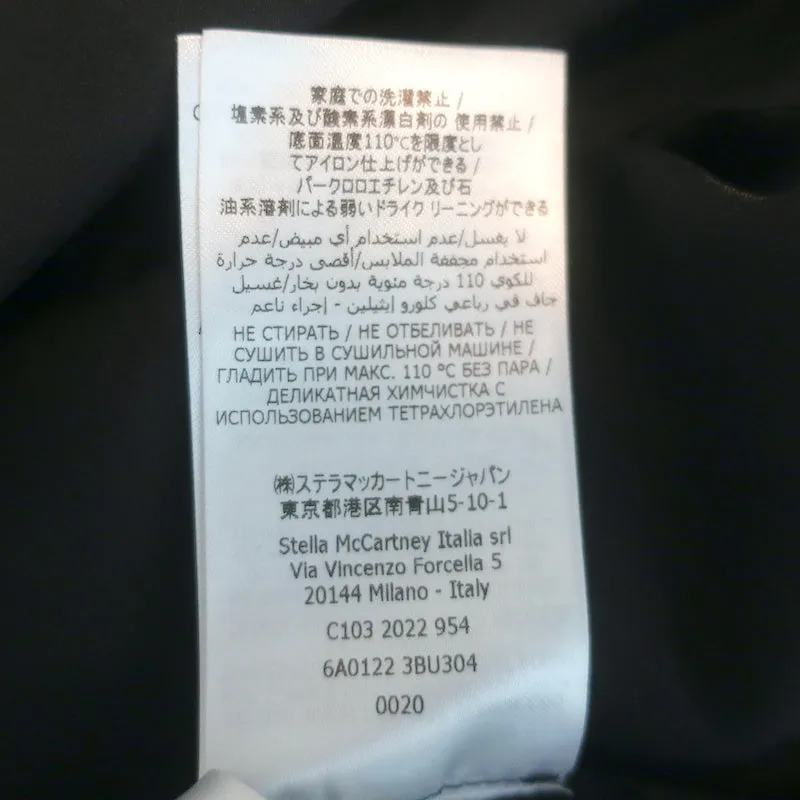 家庭での洗濯禁止 /
塩素系及び酸素系漂白剤の 使用禁止 /
底面温度110℃を限度とし
てアイロン仕上げができる /
パークロロエチレン及び石
油系溶剤による弱いドライク リーニングができる
لا يغسل/عدم استخدام أي مبيض/عدم
استخدام مجففة الملابس/أقصى درجة حرارة
للكوي 110 درجة مئوية بدون بخار/غسيل
جاف في رباعي كلورو إيثيلين - إجراء ناعم
НЕ СТИРАТЬ / НЕ ОТБЕЛИВАТЬ / НЕ
СУШИТЬ В СУШИЛЬНОЙ МАШИНЕ /
ГЛАДИТЬ ПРИ МАКС. 110 °C БЕЗ ПАРА /
ДЕЛИКАТНАЯ ХИМЧИСТКА С
ИСПОЛЬЗОВАНИЕМ ТЕТРАХЛОРЭТИЛЕНА
㈱ステラマッカートニージャパン
東京都港区南青山5-10-1
Stella McCartney Italia srl
Via Vincenzo Forcella 5
20144 Milano - Italy
C103 2022 954
6A0122 3BU304
0020